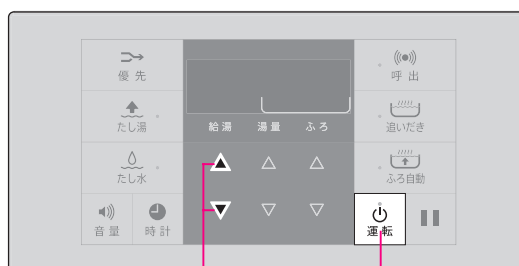 優先
呼出
たし湯
給湯 湯量 ふろ
追いだき
たし水
ふろ自動
音量
時計
運転